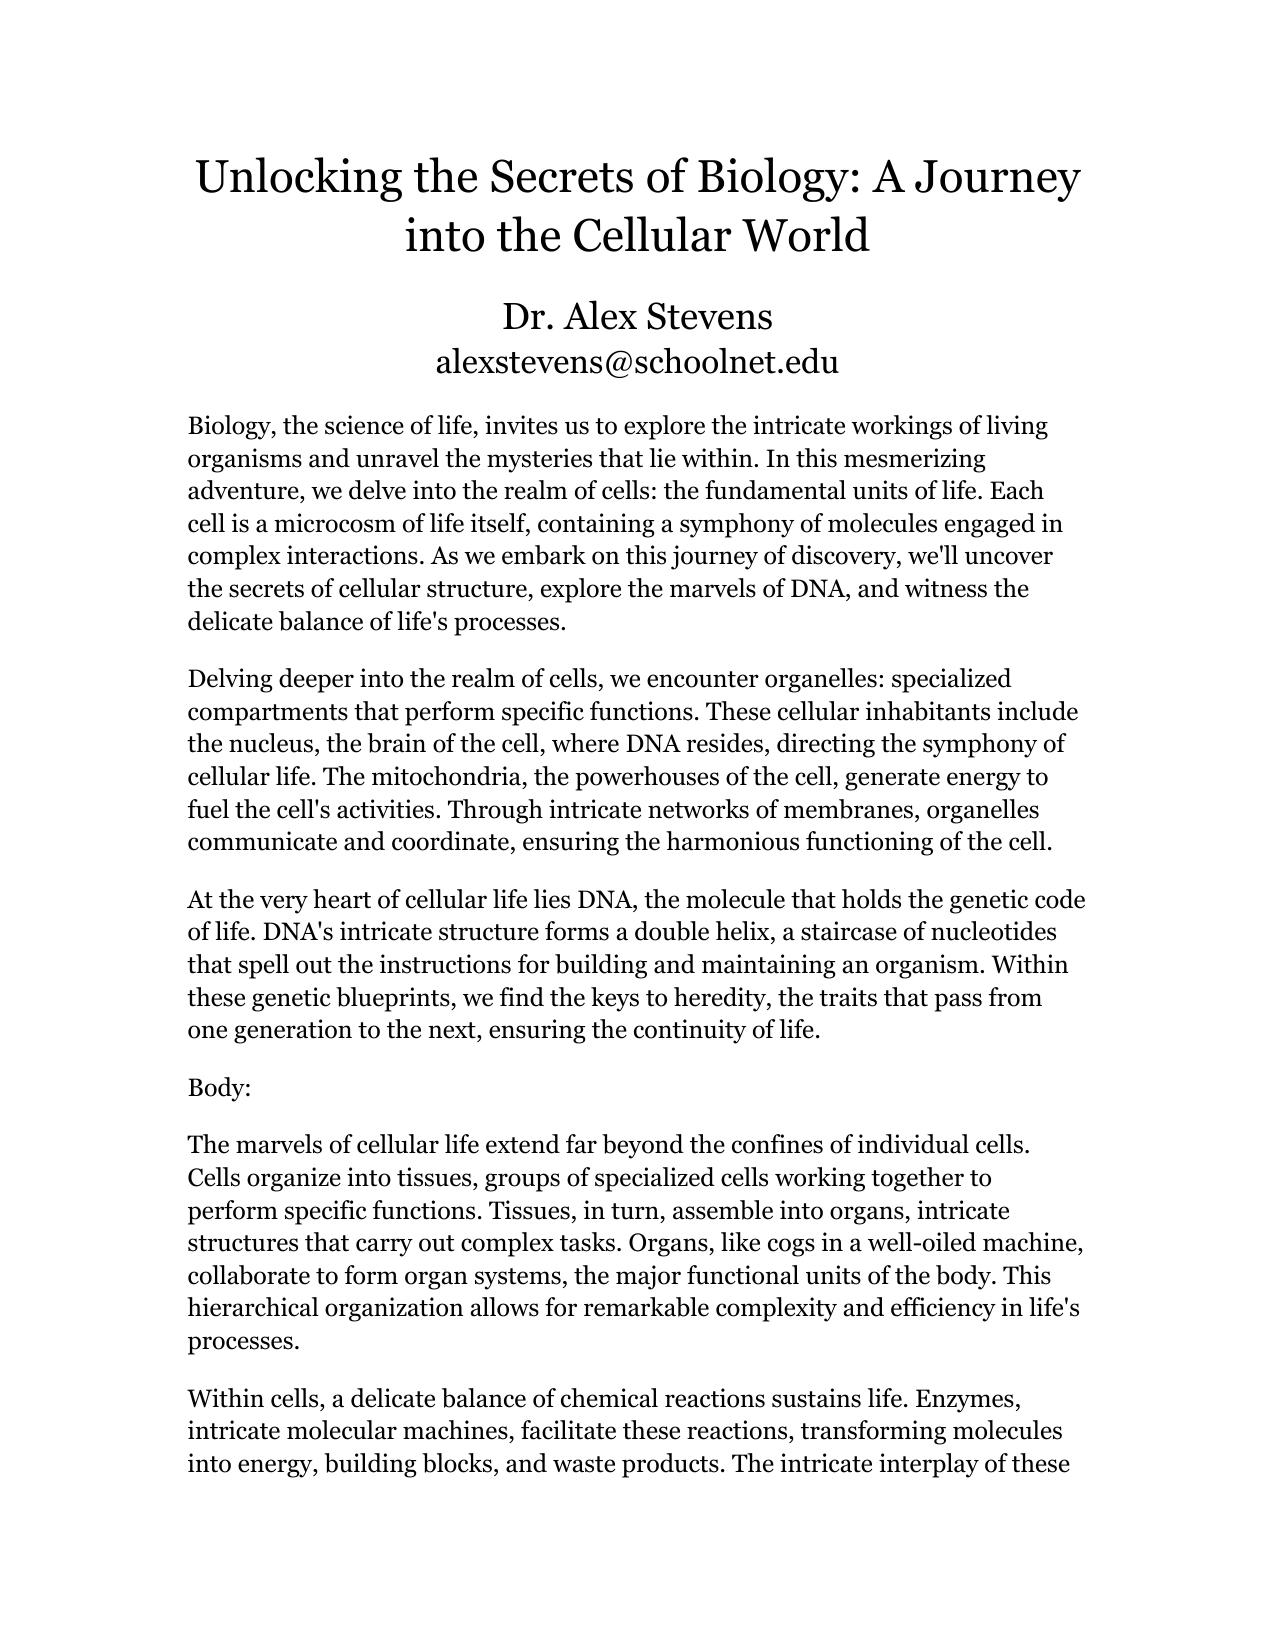 Unlocking the Secrets of Biology: A Journey
into the Cellular World
Dr. Alex Stevens
alexstevens@schoolnet.edu
Biology, the science of life, invites us to explore the intricate workings of living
organisms and unravel the mysteries that lie within. In this mesmerizing
adventure, we delve into the realm of cells: the fundamental units of life. Each
cell is a microcosm of life itself, containing a symphony of molecules engaged in
complex interactions. As we embark on this journey of discovery, we'll uncover
the secrets of cellular structure, explore the marvels of DNA, and witness the
delicate balance of life's processes.
Delving deeper into the realm of cells, we encounter organelles: specialized
compartments that perform specific functions. These cellular inhabitants include
the nucleus, the brain of the cell, where DNA resides, directing the symphony of
cellular life. The mitochondria, the powerhouses of the cell, generate energy to
fuel the cell's activities. Through intricate networks of membranes, organelles
communicate and coordinate, ensuring the harmonious functioning of the cell.
At the very heart of cellular life lies DNA, the molecule that holds the genetic code
of life. DNA's intricate structure forms a double helix, a staircase of nucleotides
that spell out the instructions for building and maintaining an organism. Within
these genetic blueprints, we find the keys to heredity, the traits that pass from
one generation to the next, ensuring the continuity of life.
Body:
The marvels of cellular life extend far beyond the confines of individual cells.
Cells organize into tissues, groups of specialized cells working together to
perform specific functions. Tissues, in turn, assemble into organs, intricate
structures that carry out complex tasks. Organs, like cogs in a well-oiled machine,
collaborate to form organ systems, the major functional units of the body. This
hierarchical organization allows for remarkable complexity and efficiency in life's
processes.
Within cells, a delicate balance of chemical reactions sustains life. Enzymes,
intricate molecular machines, facilitate these reactions, transforming molecules
into energy, building blocks, and waste products. The intricate interplay of these